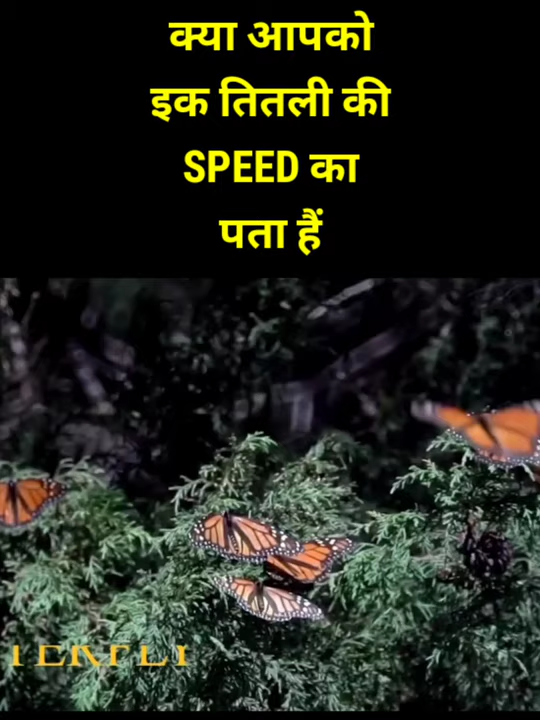 क्या आपको
इक तितली की
SPEED का
पता हैं